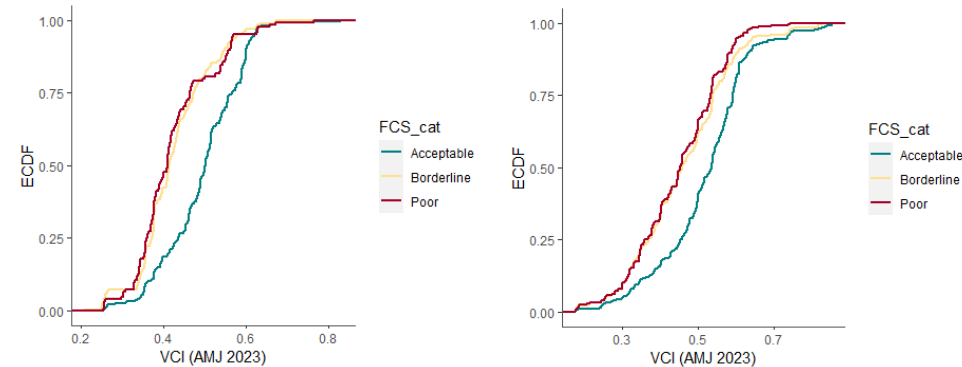 1.00
0.75
0.50
0.25
0.00
ECDF
0.2
0.4
0.6
0.8
VCI (AMJ 2023)
FCS_cat
Acceptable
Borderline
Poor
1.00
0.75
0.50
0.25
0.00
ECDF
0.3
0.5
0.7
VCI (AMJ 2023)
FCS_cat
Acceptable
Borderline
Poor